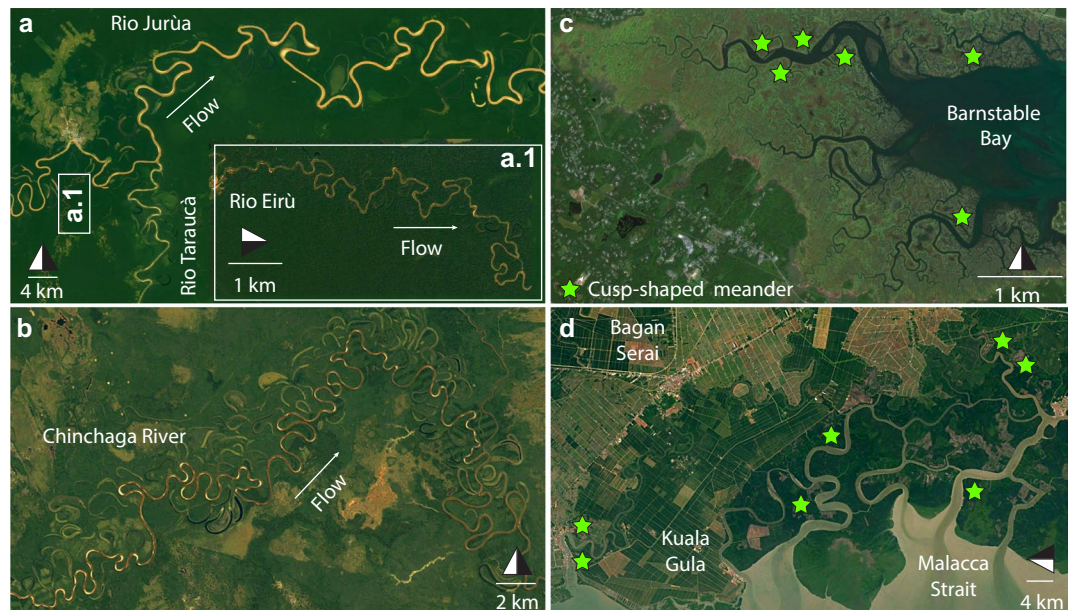 a
Rio Jurùa
Flow
a.1
a.1
Rio Eirù
Flow
1 km
Rio Taraucà
4 km
b
Chinchaga River
Flow
2 km
c
Barnstable
Bay
Cusp-shaped meander
1 km
d
Bagan
Serai
Kuala
Gula
Malacca
Strait
4 km